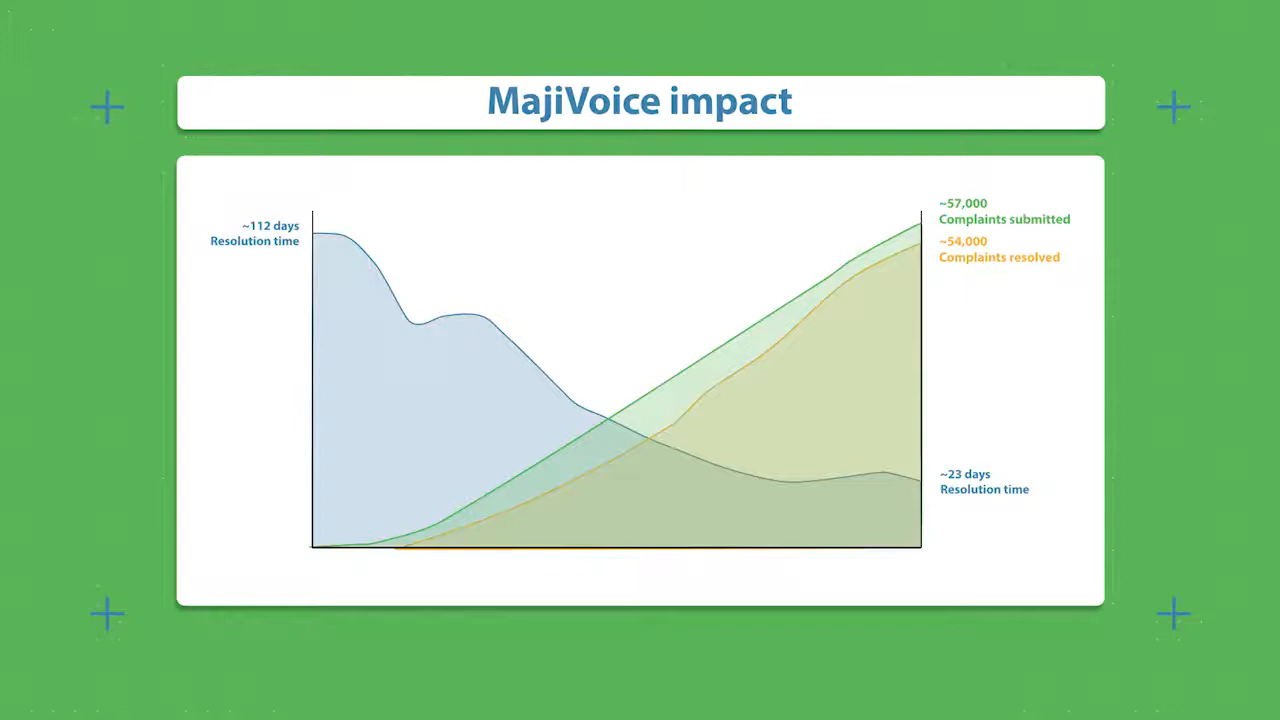 MajiVoice impact
~112 days
Resolution time
~57,000
Complaints submitted
~54,000
Complaints resolved
~23 days
Resolution time